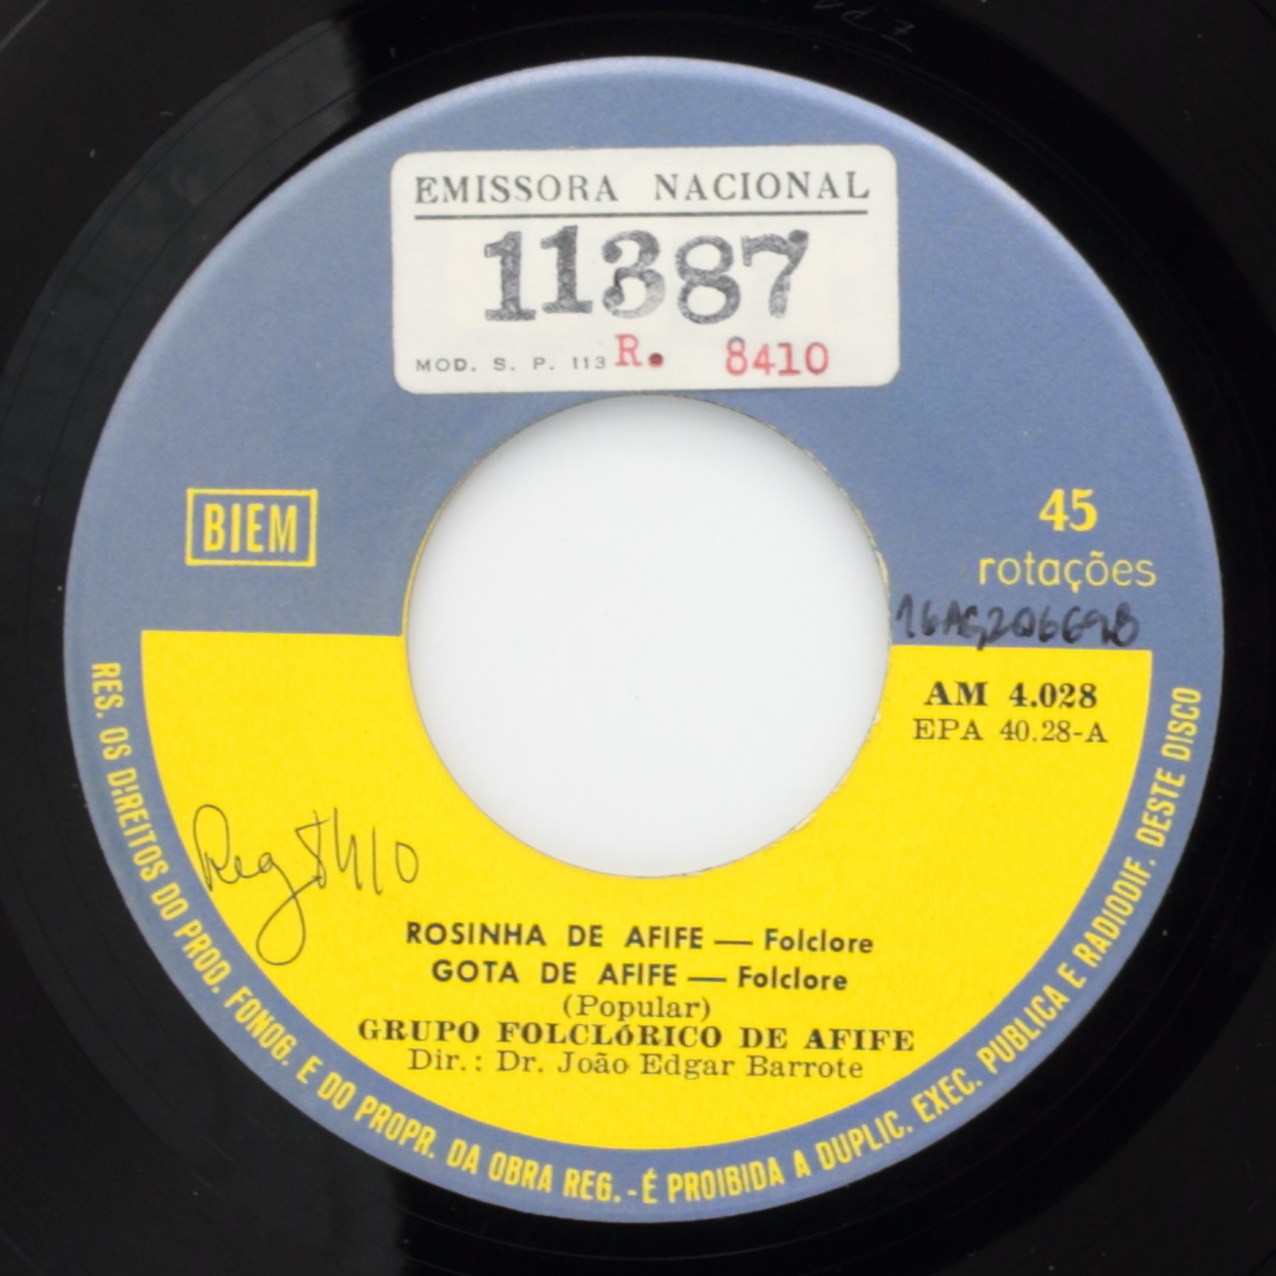 EMISSORA NACIONAL
11387
MOD. S. P. 113 R. 8410
BIEM
45
rotações
AM 4.028
EPA 40.28-A
Reg 8410
ROSINHA DE AFIFE — Folclore
GOTA DE AFIFE — Folclore
(Popular)
GRUPO FOLCLÓRICO DE AFIFE
Dir.: Dr. João Edgar Barrote
RES. OS DIREITOS DO PROD. FONOG. E DO PROPR. DA OBRA REG. - É PROIBIDA A DUPLIC. EXEC. PUBLICA E RADIODIF. DESTE DISCO